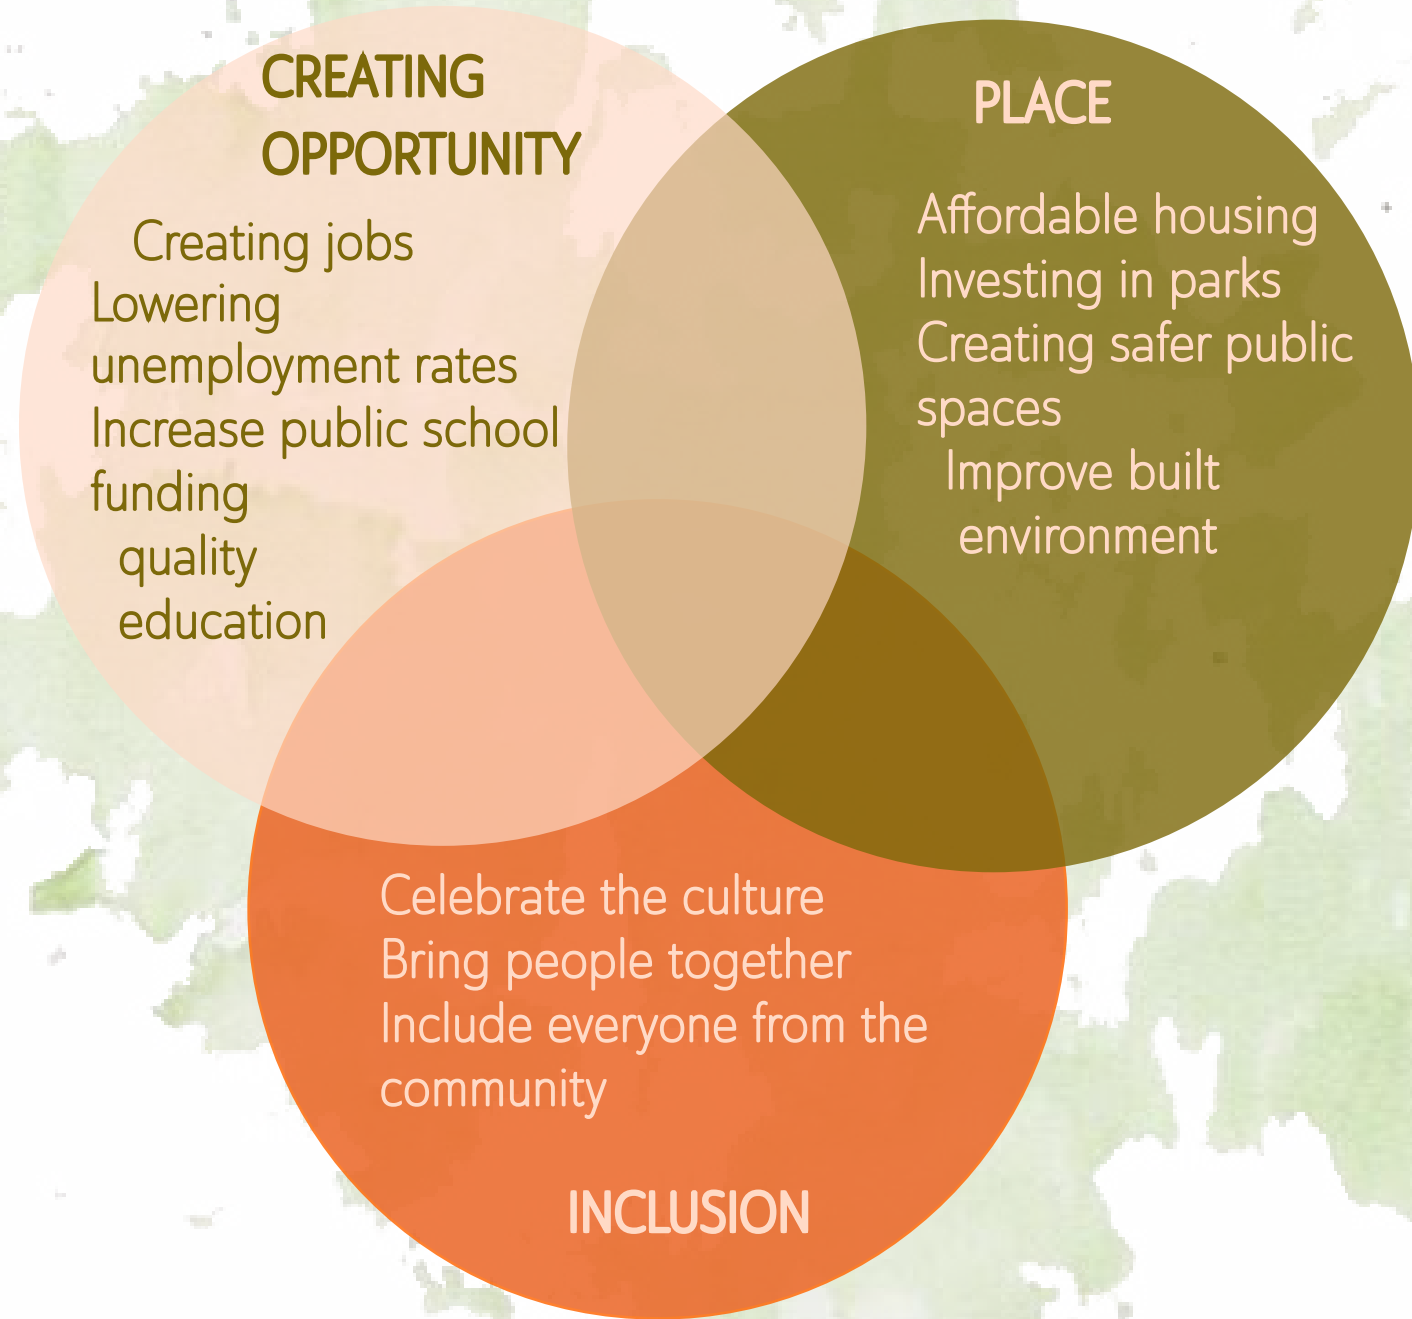 CREATING
OPPORTUNITY
Creating jobs
Lowering
unemployment rates
Increase public school
funding
quality
education
PLACE
Affordable housing
Investing in parks
Creating safer public
spaces
Improve built
environment
Celebrate the culture
Bring people together
Include everyone from the
community
INCLUSION